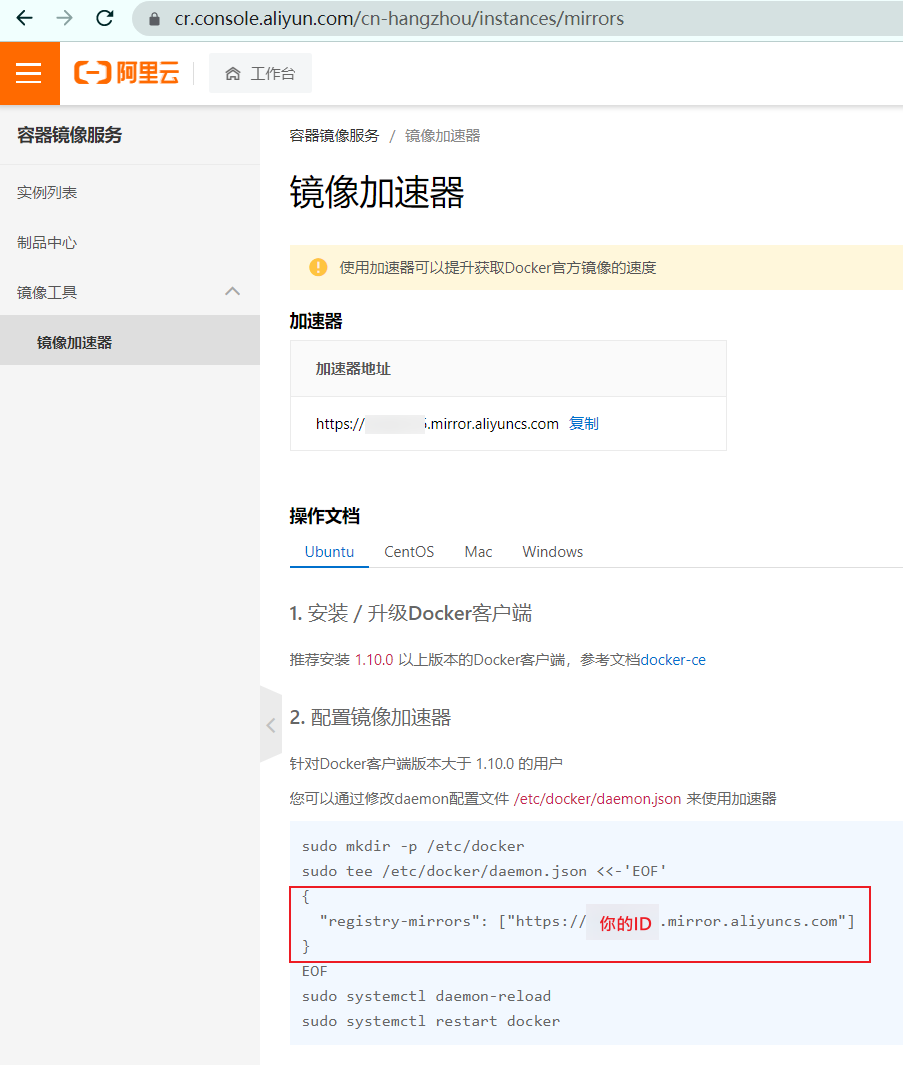 cr.console.aliyun.com/cn-hangzhou/instances/mirrors
阿里云
工作台
容器镜像服务
实例列表
制品中心
镜像工具
镜像加速器
容器镜像服务 / 镜像加速器
镜像加速器
使用加速器可以提升获取Docker官方镜像的速度
加速器
加速器地址
https:// .mirror.aliyuncs.com 复制
操作文档
Ubuntu CentOS Mac Windows
1. 安装 / 升级Docker客户端
推荐安装 1.10.0 以上版本的Docker客户端，参考文档docker-ce
2. 配置镜像加速器
针对Docker客户端版本大于 1.10.0 的用户
您可以通过修改daemon配置文件 /etc/docker/daemon.json 来使用加速器
sudo mkdir -p /etc/docker
sudo tee /etc/docker/daemon.json <<-'EOF'
{
"registry-mirrors": ["https:// 你的ID .mirror.aliyuncs.com"]
}
EOF
sudo systemctl daemon-reload
sudo systemctl restart docker